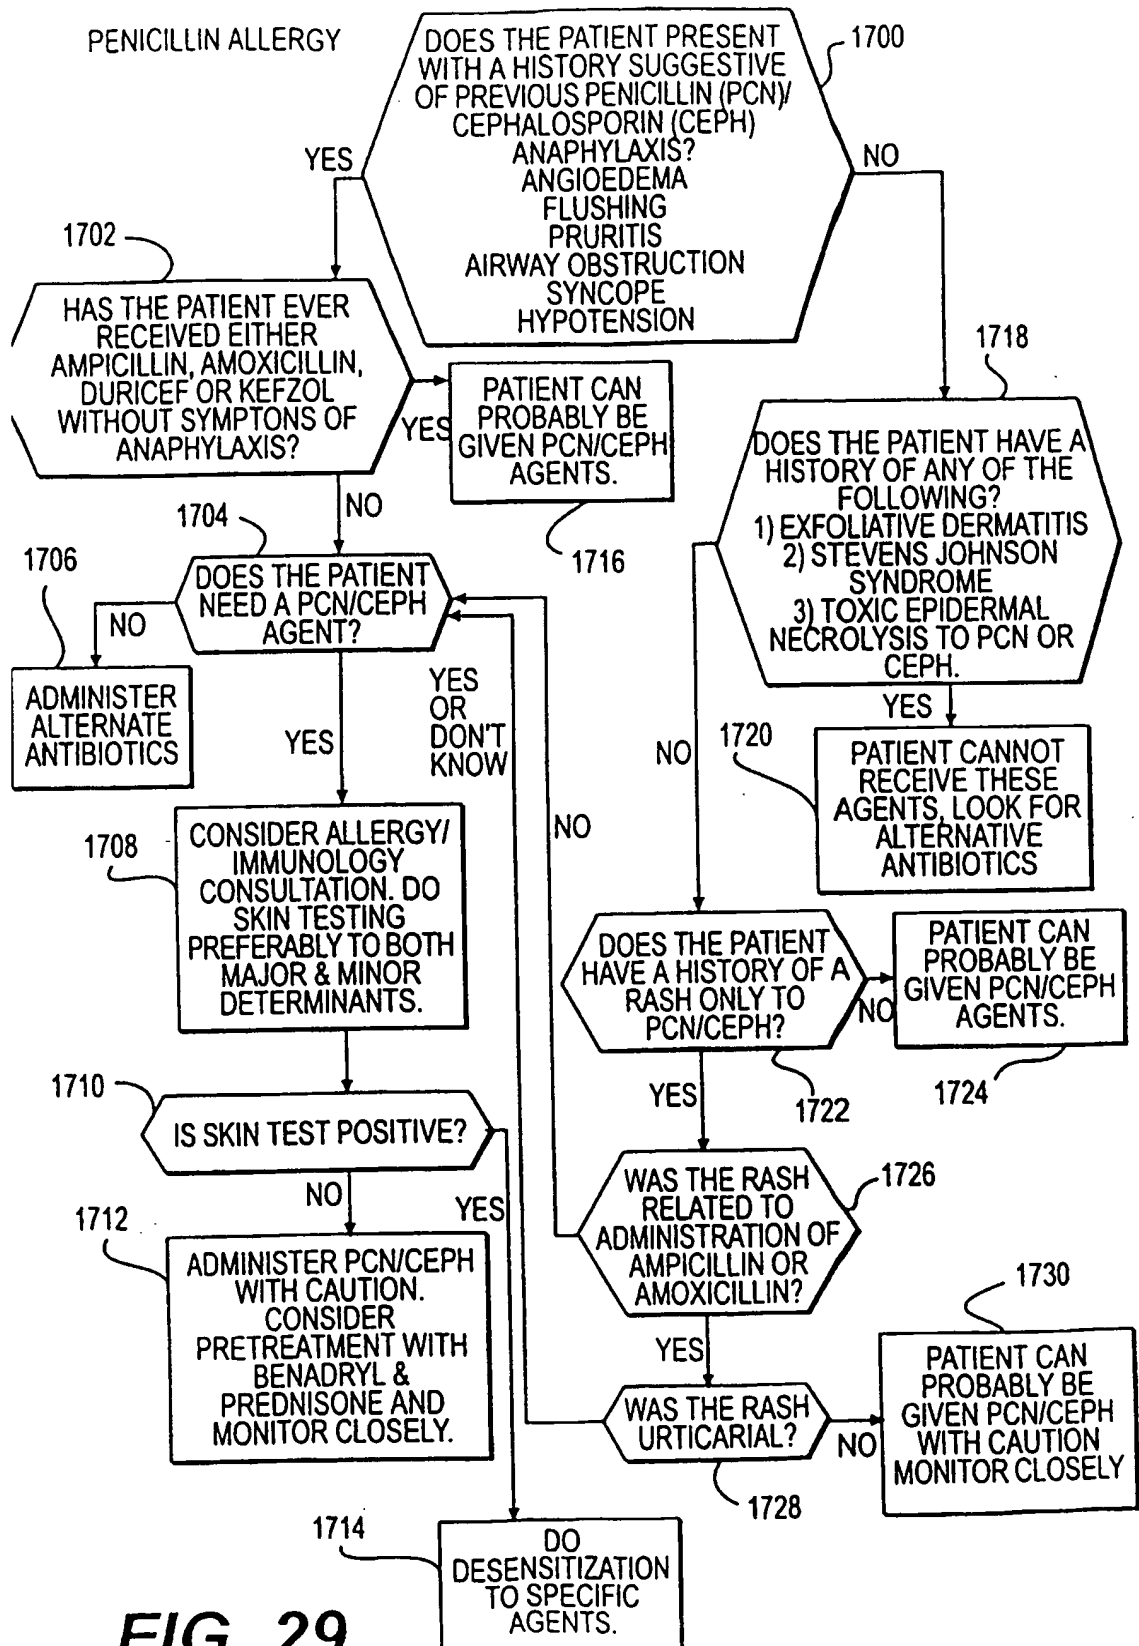 PENICILLIN ALLERGY
DOES THE PATIENT PRESENT
WITH A HISTORY SUGGESTIVE
OF PREVIOUS PENICILLIN (PCN)/
CEPHALOSPORIN (CEPH)
ANAPHYLAXIS?
ANGIOEDEMA
FLUSHING
PRURITIS
AIRWAY OBSTRUCTION
SYNCOPE
HYPOTENSION
1700
YES
NO
1702
HAS THE PATIENT EVER
RECEIVED EITHER
AMPICILLIN, AMOXICILLIN,
DURICEF OR KEFZOL
WITHOUT SYMPTONS OF
ANAPHYLAXIS?
YES
PATIENT CAN
PROBABLY BE
GIVEN PCN/CEPH
AGENTS.
1716
NO
1718
DOES THE PATIENT HAVE A
HISTORY OF ANY OF THE
FOLLOWING?
1) EXFOLIATIVE DERMATITIS
2) STEVENS JOHNSON
SYNDROME
3) TOXIC EPIDERMAL
NECROLYSIS TO PCN OR
CEPH.
YES
1720
PATIENT CANNOT
RECEIVE THESE
AGENTS, LOOK FOR
ALTERNATIVE
ANTIBIOTICS
NO
1704
DOES THE PATIENT
NEED A PCN/CEPH
AGENT?
1706
NO
ADMINISTER
ALTERNATE
ANTIBIOTICS
YES
YES
OR
DON'T
KNOW
NO
1708
CONSIDER ALLERGY/
IMMUNOLOGY
CONSULTATION. DO
SKIN TESTING
PREFERABLY TO BOTH
MAJOR & MINOR
DETERMINANTS.
DOES THE PATIENT
HAVE A HISTORY OF A
RASH ONLY TO
PCN/CEPH?
NO
PATIENT CAN
PROBABLY BE
GIVEN PCN/CEPH
AGENTS.
1724
1722
YES
1710
IS SKIN TEST POSITIVE?
NO
YES
1712
ADMINISTER PCN/CEPH
WITH CAUTION.
CONSIDER
PRETREATMENT WITH
BENADRYL &
PREDNISONE AND
MONITOR CLOSELY.
WAS THE RASH
RELATED TO
ADMINISTRATION OF
AMPICILLIN OR
AMOXICILLIN?
1726
YES
WAS THE RASH
URTICARIAL?
1728
NO
1730
PATIENT CAN
PROBABLY BE
GIVEN PCN/CEPH
WITH CAUTION
MONITOR CLOSELY
1714
DO
DESENSITIZATION
TO SPECIFIC
AGENTS.
FIG. 29